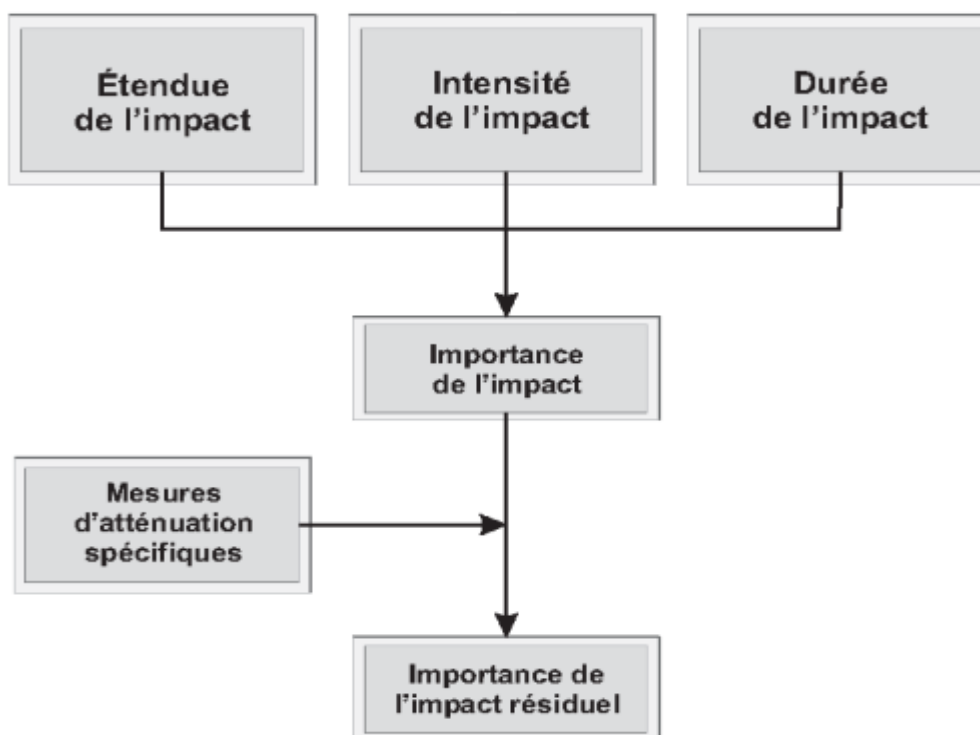 Étendue
de l'impact
Intensité
de l'impact
Durée
de l'impact
Importance
de l'impact
Mesures
d'atténuation
spécifiques
Importance de
l'impact résiduel